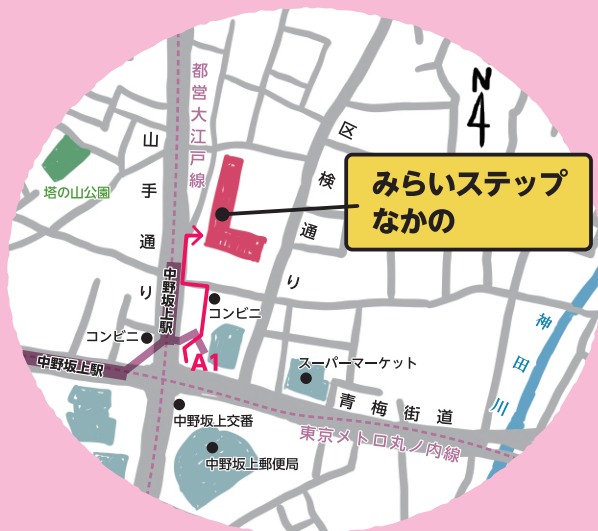 都営大江戸線
N
山手通り
区検通り
みらいステップ
なかの
塔の山公園
中野坂上駅
コンビニ
コンビニ
神田川
中野坂上駅
A1
スーパーマーケット
青梅街道
中野坂上交番
東京メトロ丸ノ内線
中野坂上郵便局